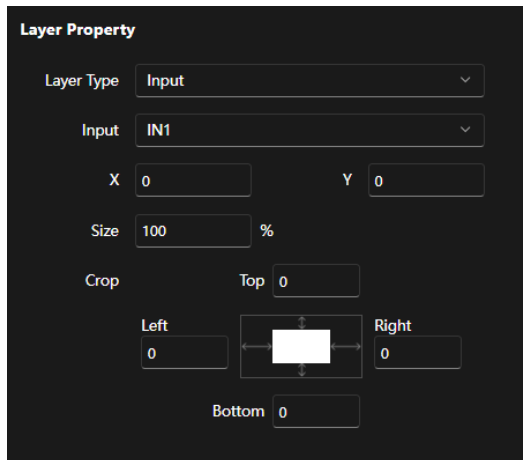 Layer Property
Layer Type Input
Input IN1
X 0 Y 0
Size 100 %
Crop Top 0
Left Right
0 0
Bottom 0